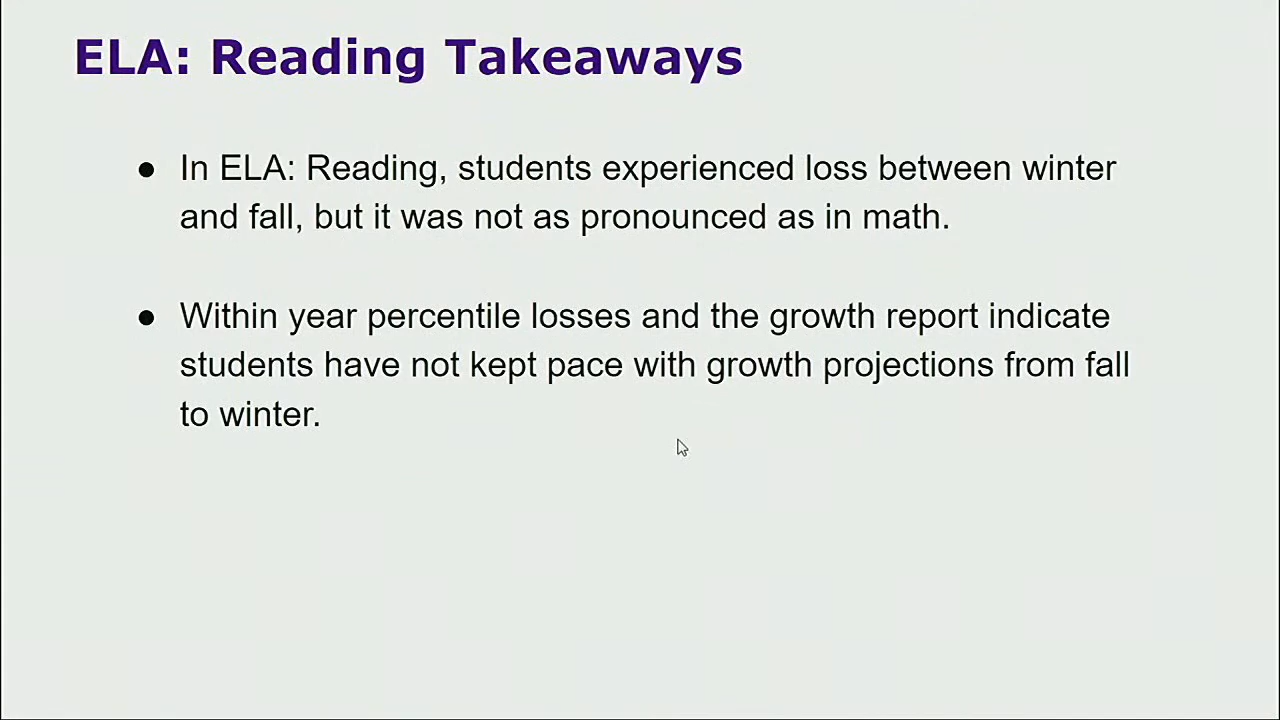 ELA: Reading Takeaways
● In ELA: Reading, students experienced loss between winter
and fall, but it was not as pronounced as in math.
● Within year percentile losses and the growth report indicate
students have not kept pace with growth projections from fall
to winter.